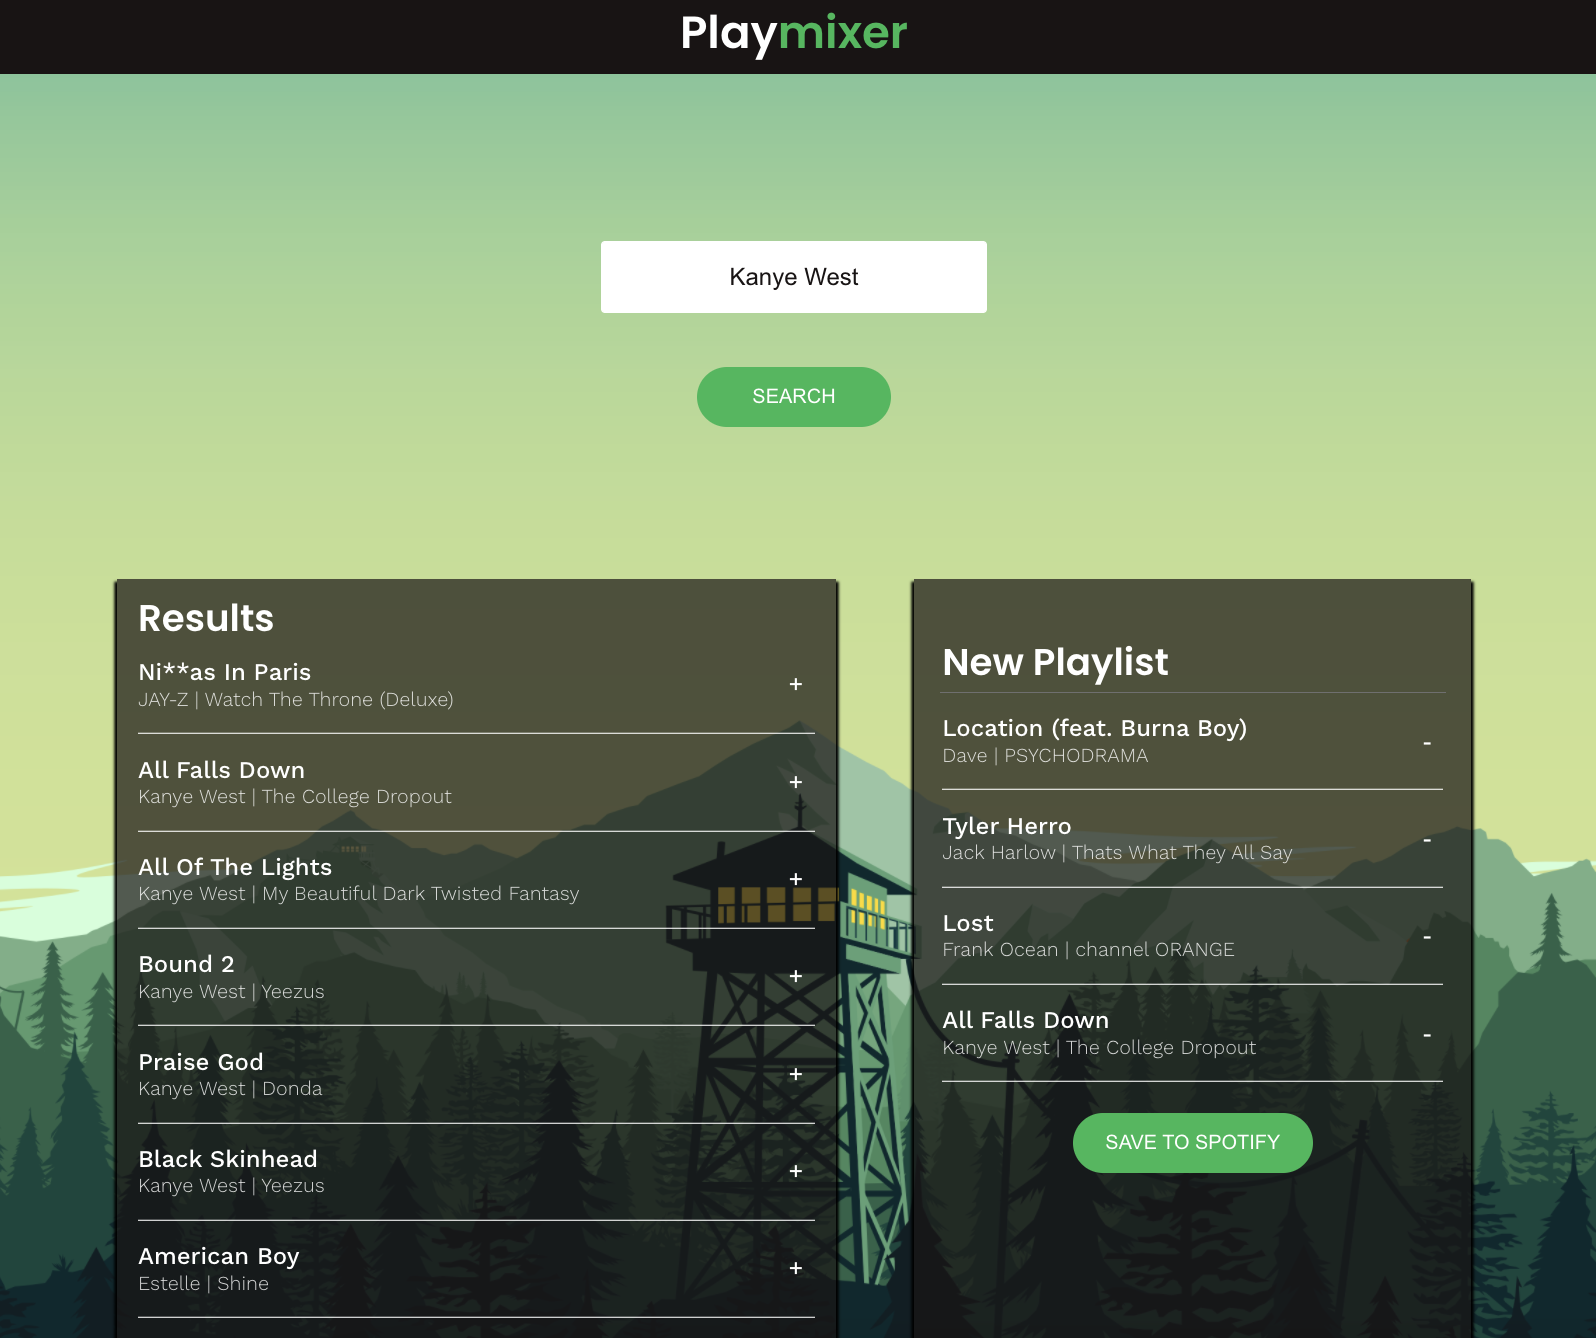 Playmixer
Kanye West
SEARCH
Results
Ni**as In Paris
JAY-Z | Watch The Throne (Deluxe)
+
All Falls Down
Kanye West | The College Dropout
+
All Of The Lights
Kanye West | My Beautiful Dark Twisted Fantasy
+
Bound 2
Kanye West | Yeezus
+
Praise God
Kanye West | Donda
+
Black Skinhead
Kanye West | Yeezus
+
American Boy
Estelle | Shine
+
New Playlist
Location (feat. Burna Boy)
Dave | PSYCHODRAMA
-
Tyler Herro
Jack Harlow | Thats What They All Say
-
Lost
Frank Ocean | channel ORANGE
-
All Falls Down
Kanye West | The College Dropout
-
SAVE TO SPOTIFY